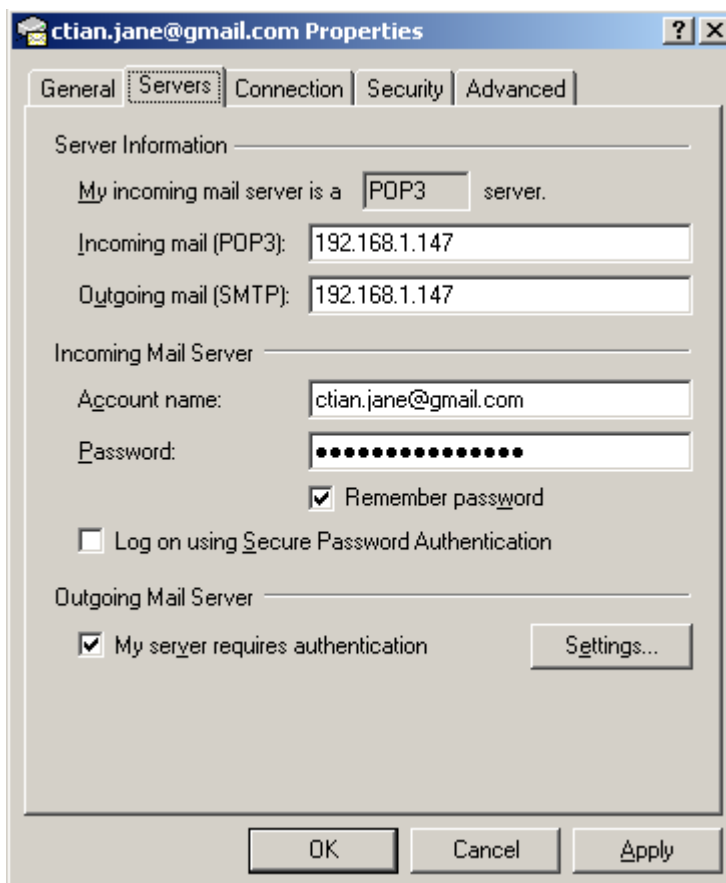 ctian.jane@gmail.com Properties
General Servers Connection Security Advanced
Server Information
My incoming mail server is a POP3 server.
Incoming mail (POP3): 192.168.1.147
Outgoing mail (SMTP): 192.168.1.147
Incoming Mail Server
Account name: ctian.jane@gmail.com
Password: ●●●●●●●●●●●●●●●
Remember password
Log on using Secure Password Authentication
Outgoing Mail Server
My server requires authentication Settings...
OK Cancel Apply